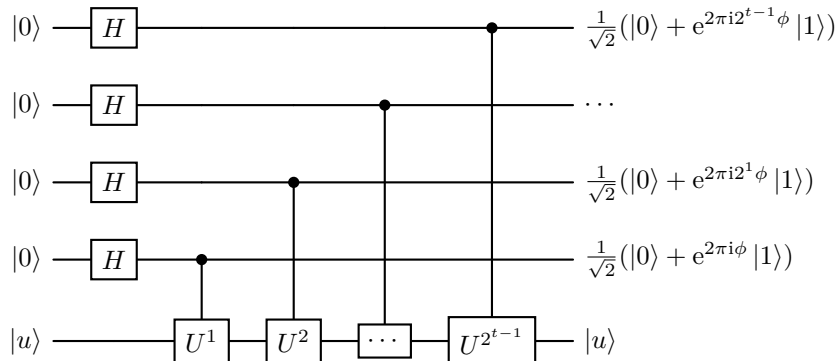 |0⟩ H 1/√2(|0⟩ + e^{2πi2^{t−1}φ} |1⟩)
|0⟩ H ⋯
|0⟩ H 1/√2(|0⟩ + e^{2πi2^1φ} |1⟩)
|0⟩ H 1/√2(|0⟩ + e^{2πiφ} |1⟩)
|u⟩ U^1 U^2 ⋯ U^{2^{t−1}} |u⟩